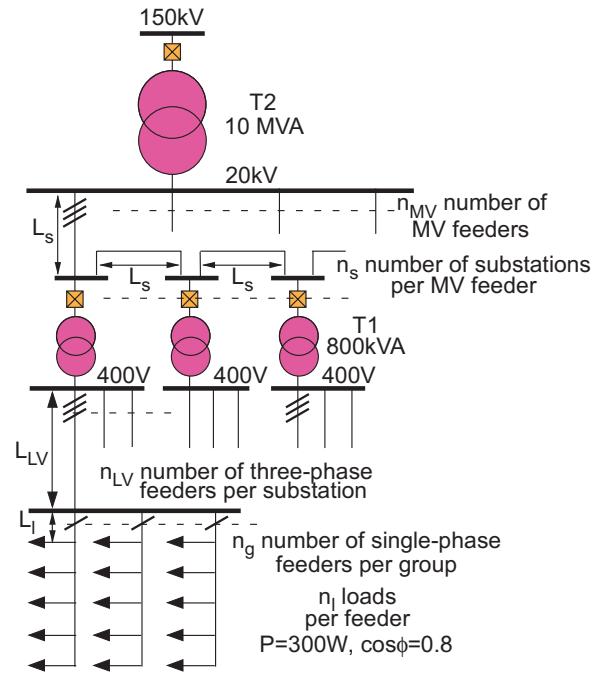 150kV
T2
10 MVA
20kV
n_MV number of
MV feeders
L_s
L_s
L_s
n_s number of substations
per MV feeder
T1
800kVA
400V
400V
400V
L_LV
n_LV number of three-phase
feeders per substation
L_l
n_g number of single-phase
feeders per group
n_l loads
per feeder
P=300W, cosϕ=0.8